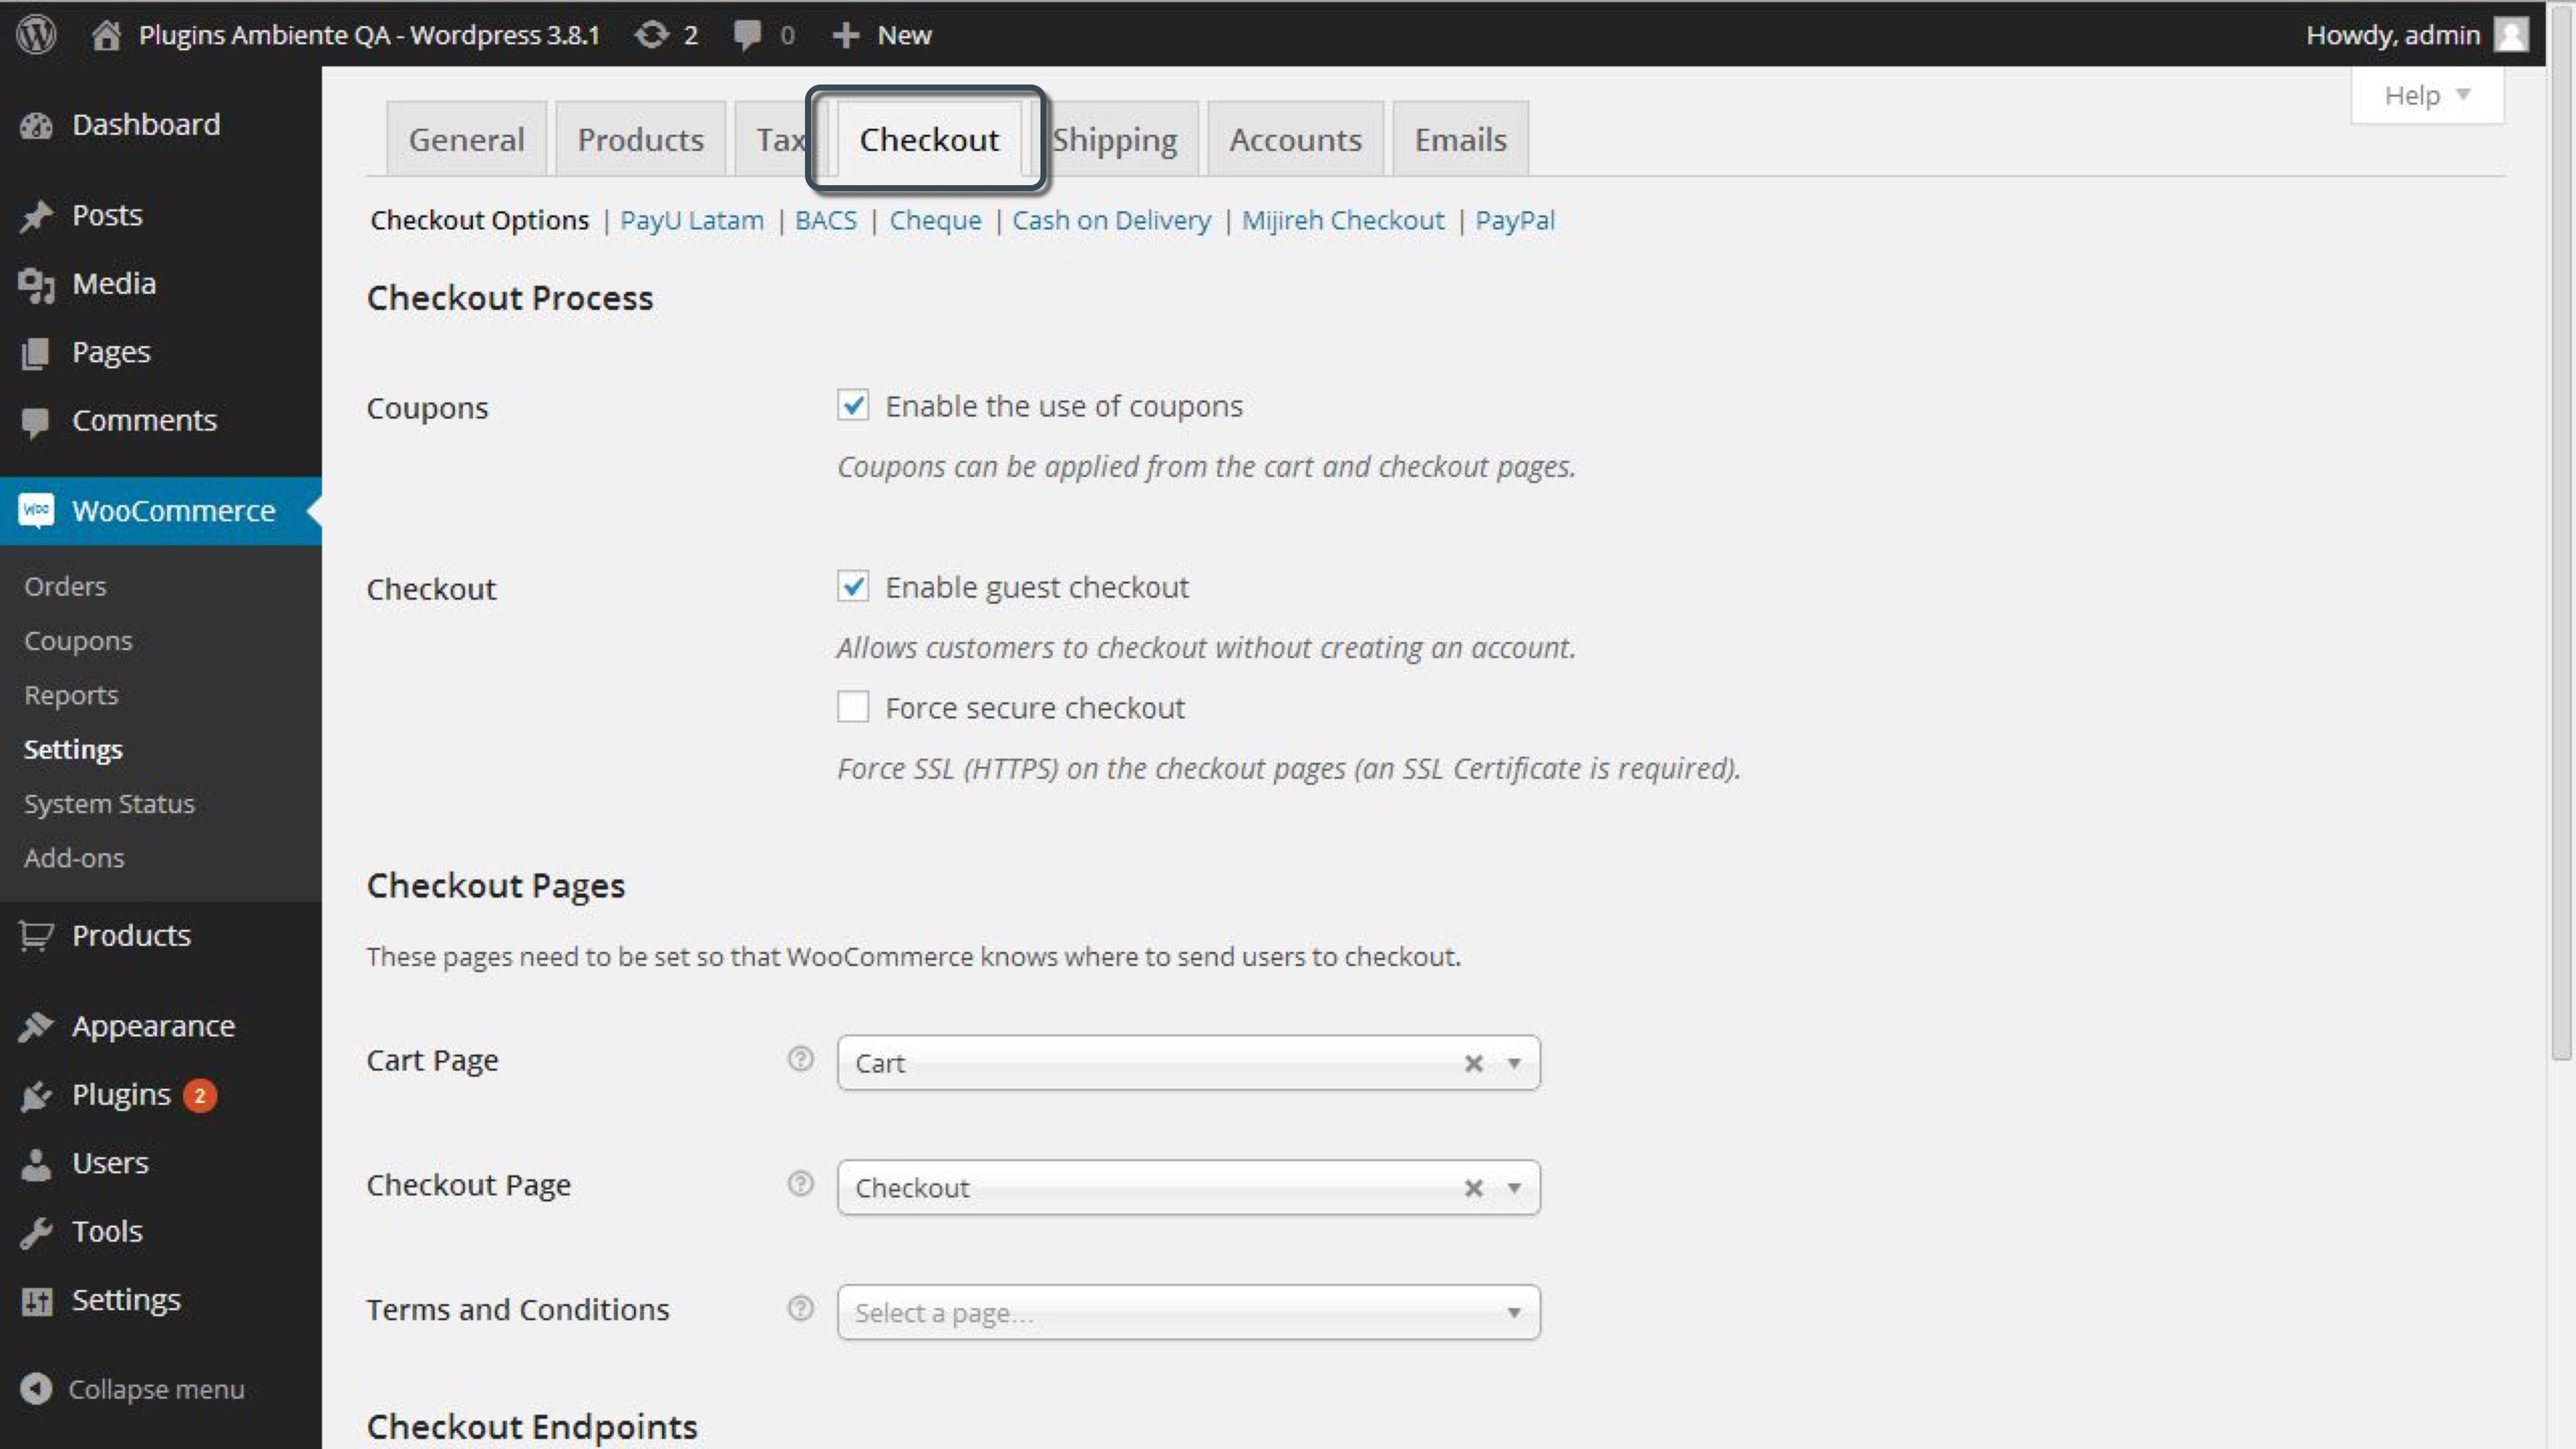 Plugins Ambiente QA - Wordpress 3.8.1 2 0 New Howdy, admin
Help
General Products Tax Checkout Shipping Accounts Emails
Checkout Options | PayU Latam | BACS | Cheque | Cash on Delivery | Mijireh Checkout | PayPal
Dashboard
Posts
Media
Pages
Comments
Woo WooCommerce
Orders
Coupons
Reports
Settings
System Status
Add-ons
Products
Appearance
Plugins 2
Users
Tools
Settings
Collapse menu
Checkout Process
Coupons
Enable the use of coupons
Coupons can be applied from the cart and checkout pages.
Checkout
Enable guest checkout
Allows customers to checkout without creating an account.
Force secure checkout
Force SSL (HTTPS) on the checkout pages (an SSL Certificate is required).
Checkout Pages
These pages need to be set so that WooCommerce knows where to send users to checkout.
Cart Page ? Cart
Checkout Page ? Checkout
Terms and Conditions ? Select a page...
Checkout Endpoints